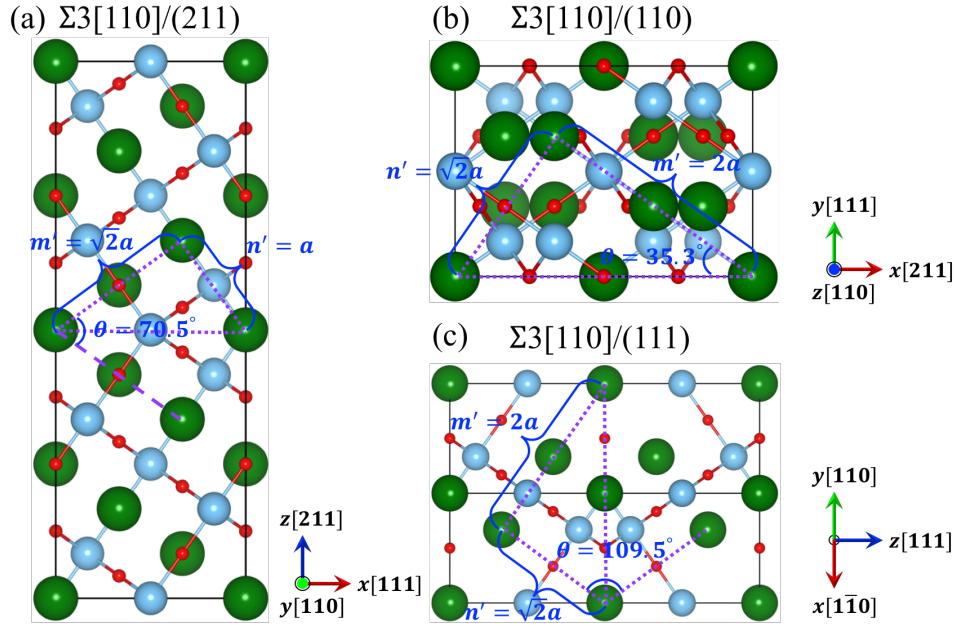 (a) Σ3[110]/(211)
m′ = √2a
n′ = a
θ = 70.5°
z[211]
x[111]
y[110]
(b) Σ3[110]/(110)
n′ = √2a
m′ = 2a
θ = 35.3°
y[111]
x[211]
z[110]
(c) Σ3[110]/(111)
m′ = 2a
θ = 109.5°
n′ = √2a
y[110]
z[111]
x[11̅0]